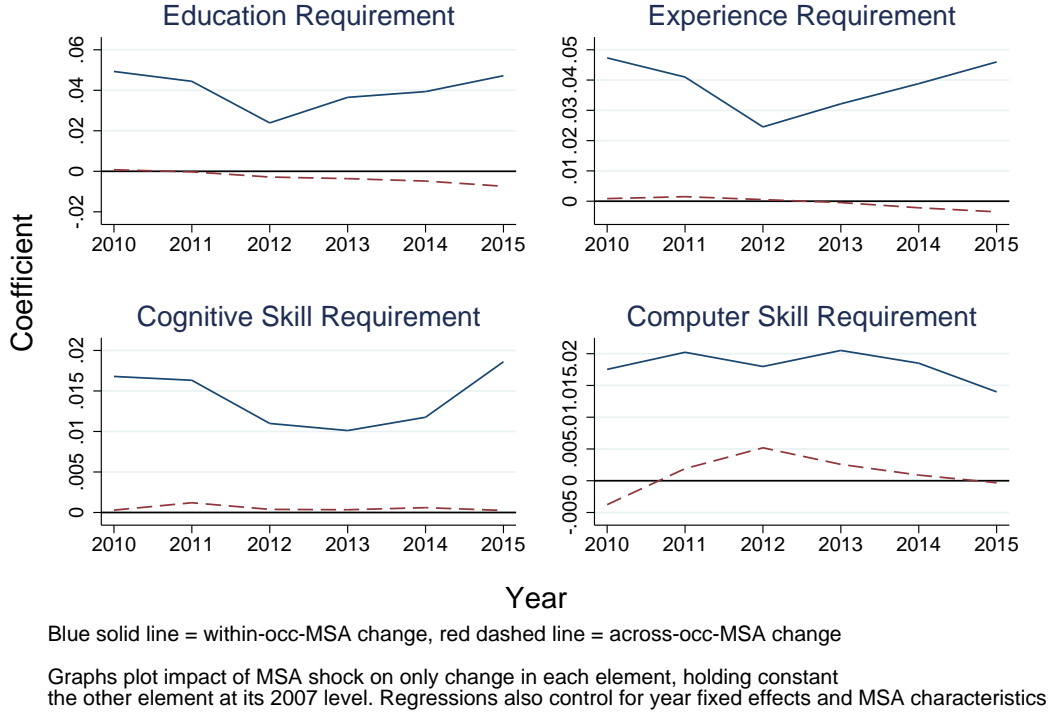 Education Requirement
Experience Requirement
-.02 0 .02 .04 .06
0 .01 .02 .03 .04 .05
2010 2011 2012 2013 2014 2015
2010 2011 2012 2013 2014 2015
Coefficient
Cognitive Skill Requirement
Computer Skill Requirement
0 .005 .01 .015 .02
-.005 0 .005 .01 .015 .02
2010 2011 2012 2013 2014 2015
2010 2011 2012 2013 2014 2015
Year
Blue solid line = within-occ-MSA change, red dashed line = across-occ-MSA change
Graphs plot impact of MSA shock on only change in each element, holding constant
the other element at its 2007 level. Regressions also control for year fixed effects and MSA characteristics